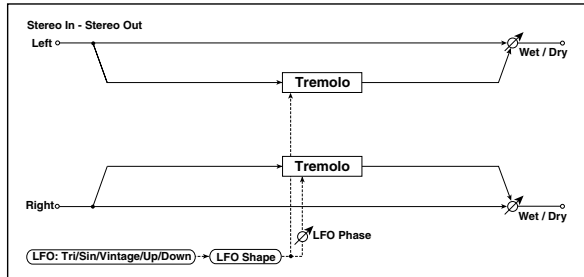 Stereo In - Stereo Out
Left
Wet / Dry
Tremolo
Tremolo
Right
Wet / Dry
LFO Phase
LFO: Tri/Sin/Vintage/Up/Down
LFO Shape